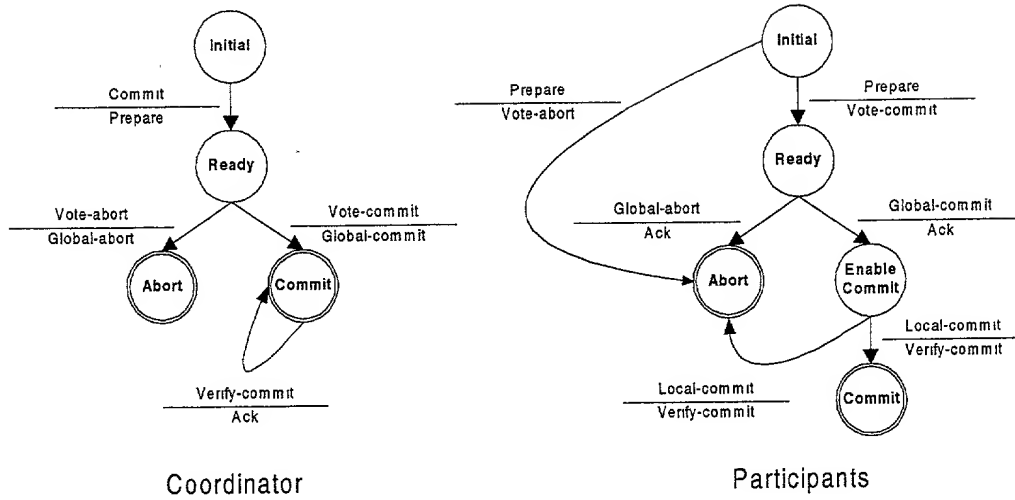 Initial
Commit
Prepare
Ready
Vote-abort
Global-abort
Vote-commit
Global-commit
Abort
Commit
Verify-commit
Ack
Coordinator
Initial
Prepare
Vote-abort
Prepare
Vote-commit
Ready
Global-abort
Ack
Global-commit
Ack
Abort
Enable
Commit
Local-commit
Verify-commit
Local-commit
Verify-commit
Commit
Participants